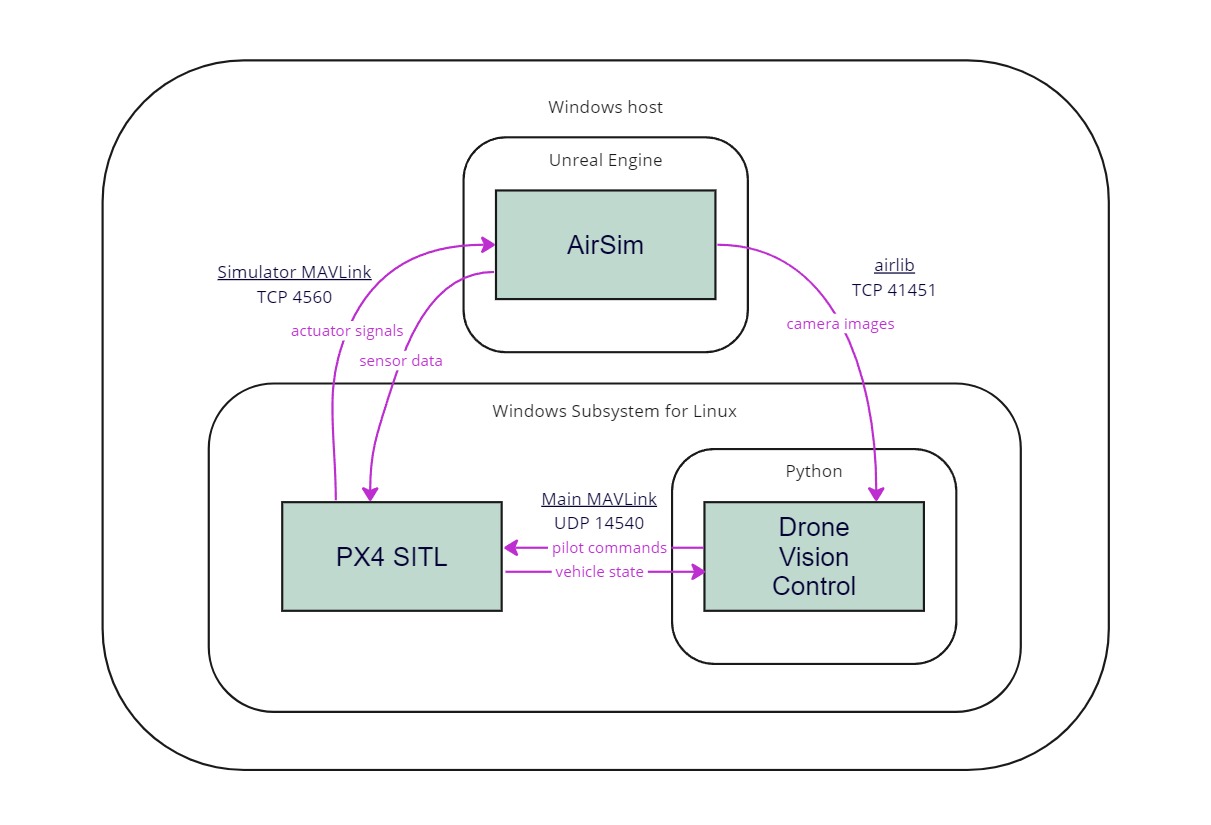 Windows host
Unreal Engine
AirSim
Simulator MAVLink
TCP 4560
actuator signals
sensor data
airlib
TCP 41451
camera images
Windows Subsystem for Linux
Python
Main MAVLink
UDP 14540
pilot commands
vehicle state
PX4 SITL
Drone
Vision
Control